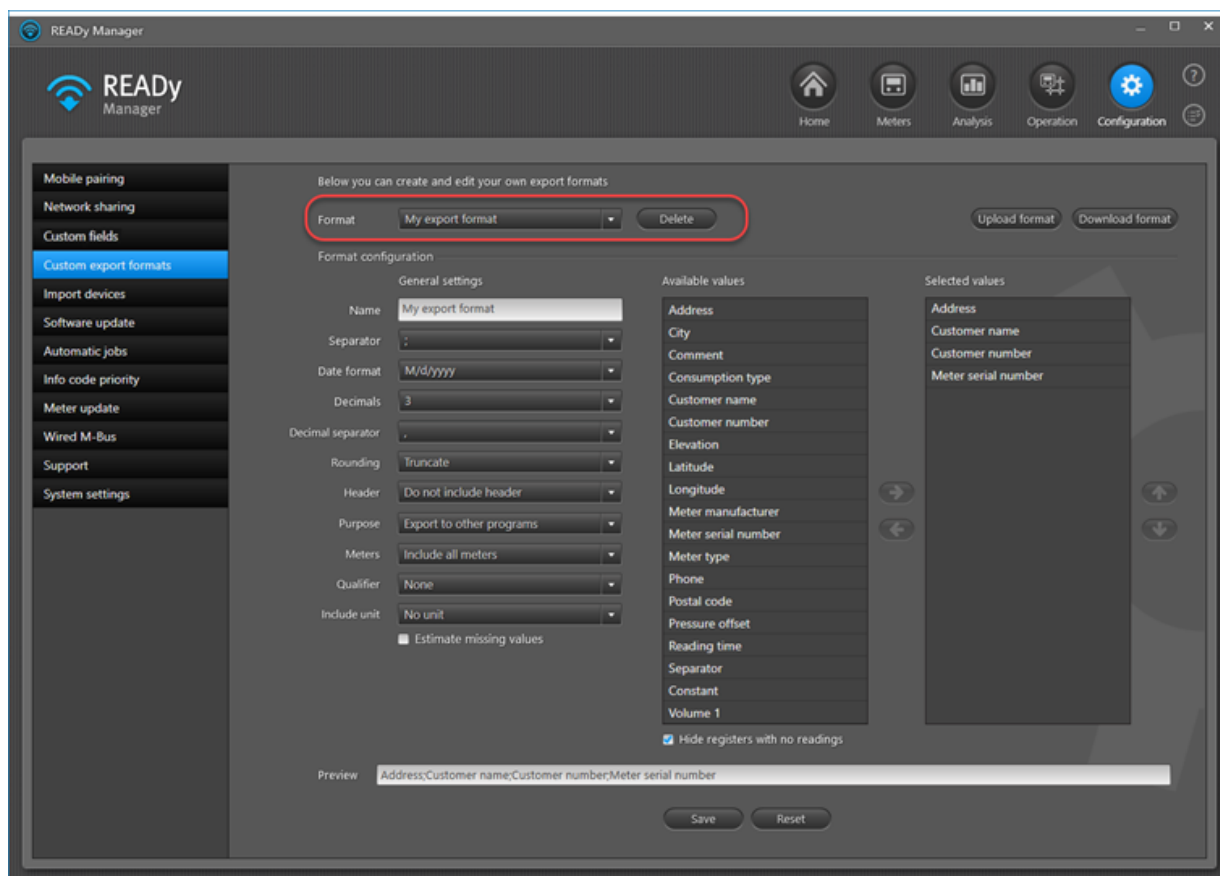 READy Manager
READy
Manager
Home
Meters
Analysis
Operation
Configuration
?
Mobile pairing
Network sharing
Custom fields
Custom export formats
Import devices
Software update
Automatic jobs
Info code priority
Meter update
Wired M-Bus
Support
System settings
Below you can create and edit your own export formats
Format My export format Delete Upload format Download format
Format configuration
General settings
Name My export format
Separator ;
Date format M/d/yyyy
Decimals 3
Decimal separator ,
Rounding Truncate
Header Do not include header
Purpose Export to other programs
Meters Include all meters
Qualifier None
Include unit No unit
Estimate missing values
Available values
Address
City
Comment
Consumption type
Customer name
Customer number
Elevation
Latitude
Longitude
Meter manufacturer
Meter serial number
Meter type
Phone
Postal code
Pressure offset
Reading time
Separator
Constant
Volume 1
Hide registers with no readings
Selected values
Address
Customer name
Customer number
Meter serial number
Preview Address;Customer name;Customer number;Meter serial number
Save Reset